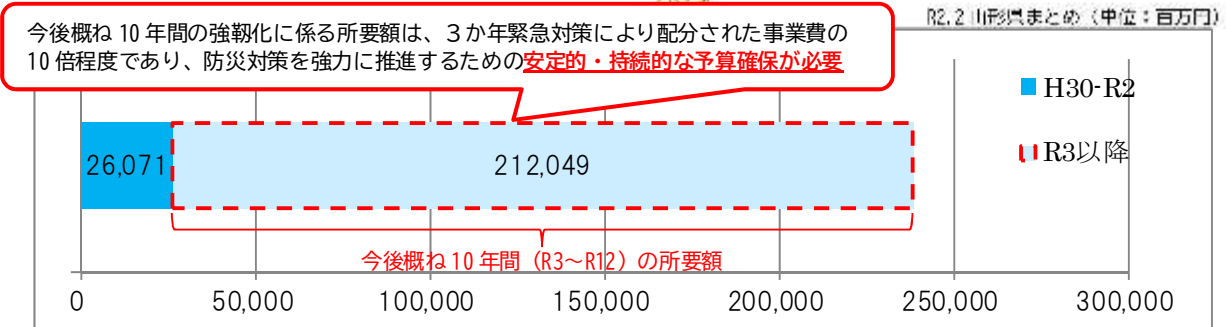 R2.2 山形県まとめ（単位：百万円）
今後概ね 10 年間の強靱化に係る所要額は、３か年緊急対策により配分された事業費の
10 倍程度であり、防災対策を強力に推進するための安定的・持続的な予算確保が必要
H30-R2
R3以降
26,071
212,049
今後概ね 10 年間（R3～R12）の所要額
0 50,000 100,000 150,000 200,000 250,000 300,000